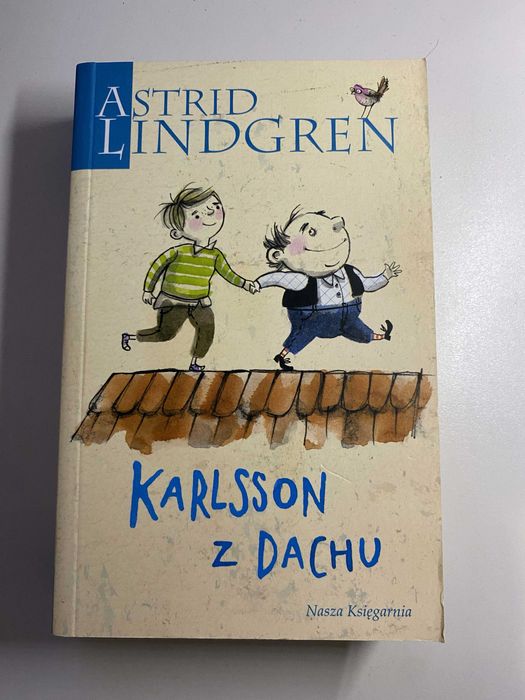 ASTRID
LINDGREN
KARLSSON
Z DACHU
Nasza Księgarnia